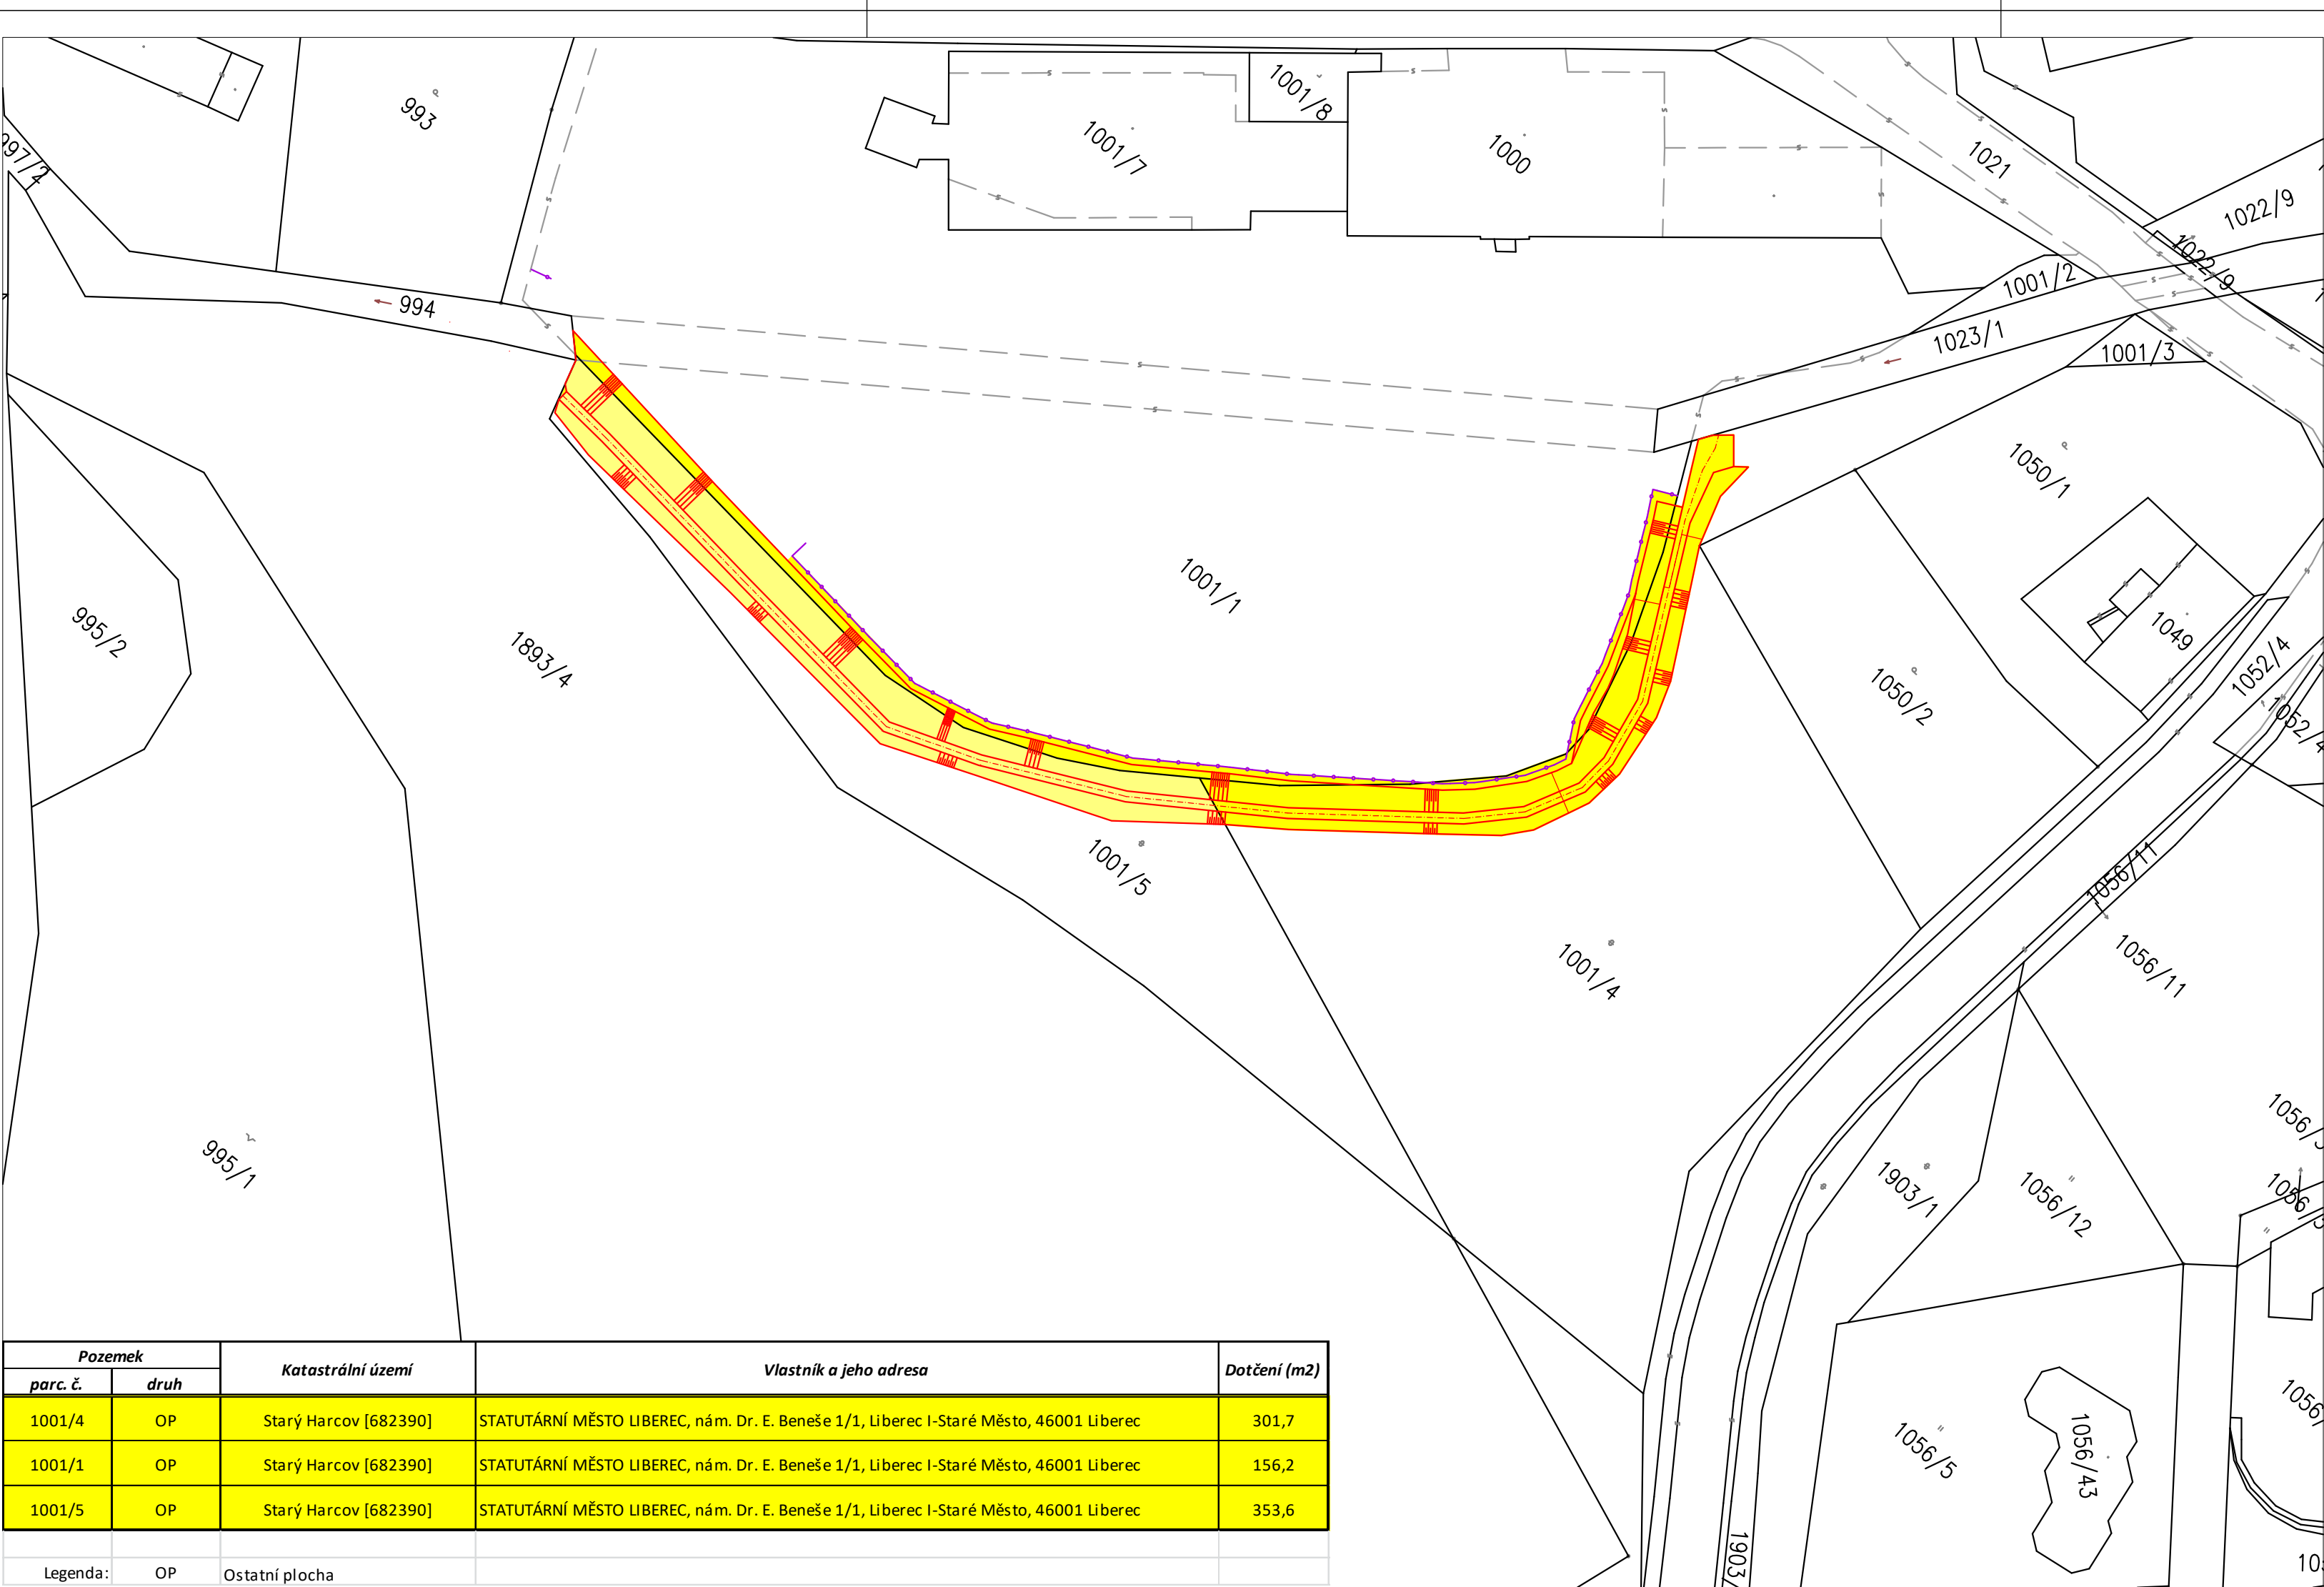 993
1001/8
1001/7
1000
1021
1022/9
1022/9
1001/2
994
1023/1
1001/3
1050/1
1001/1
1049
995/2
1893/4
1052/4
1050/2
1001/5
1056/11
1001/4
1056/11
995/1
1903/1
1056/12
1056/5
1056/43
Pozemek
Katastrální území
Vlastník a jeho adresa
Dotčení (m2)
parc. č.
druh
1001/4 OP Starý Harcov [682390] STATUTÁRNÍ MĚSTO LIBEREC, nám. Dr. E. Beneše 1/1, Liberec I-Staré Město, 46001 Liberec 301,7
1001/1 OP Starý Harcov [682390] STATUTÁRNÍ MĚSTO LIBEREC, nám. Dr. E. Beneše 1/1, Liberec I-Staré Město, 46001 Liberec 156,2
1001/5 OP Starý Harcov [682390] STATUTÁRNÍ MĚSTO LIBEREC, nám. Dr. E. Beneše 1/1, Liberec I-Staré Město, 46001 Liberec 353,6
Legenda: OP Ostatní plocha